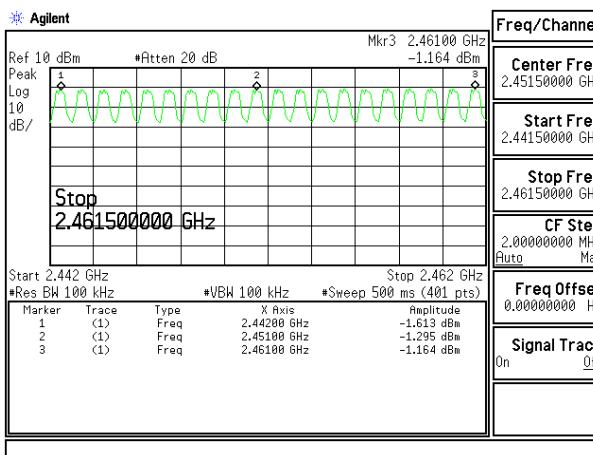 Agilent
Freq/Channe
Mkr3 2.46100 GHz
Ref 10 dBm #Atten 20 dB -1.164 dBm
Peak
Log
10
dB/
1 2 3
Stop
2.461500000 GHz
Start 2.442 GHz Stop 2.462 GHz
#Res BW 100 kHz #VBW 100 kHz #Sweep 500 ms (401 pts)
Marker Trace Type X Axis Amplitude
1 (1) Freq 2.44200 GHz -1.613 dBm
2 (1) Freq 2.45100 GHz -1.295 dBm
3 (1) Freq 2.46100 GHz -1.164 dBm
Center Fre
2.45150000 GH
Start Fre
2.44150000 GH
Stop Fre
2.46150000 GH
CF Ste
2.00000000 MH
Auto Ma
Freq Offse
0.00000000 H
Signal Trac
On O